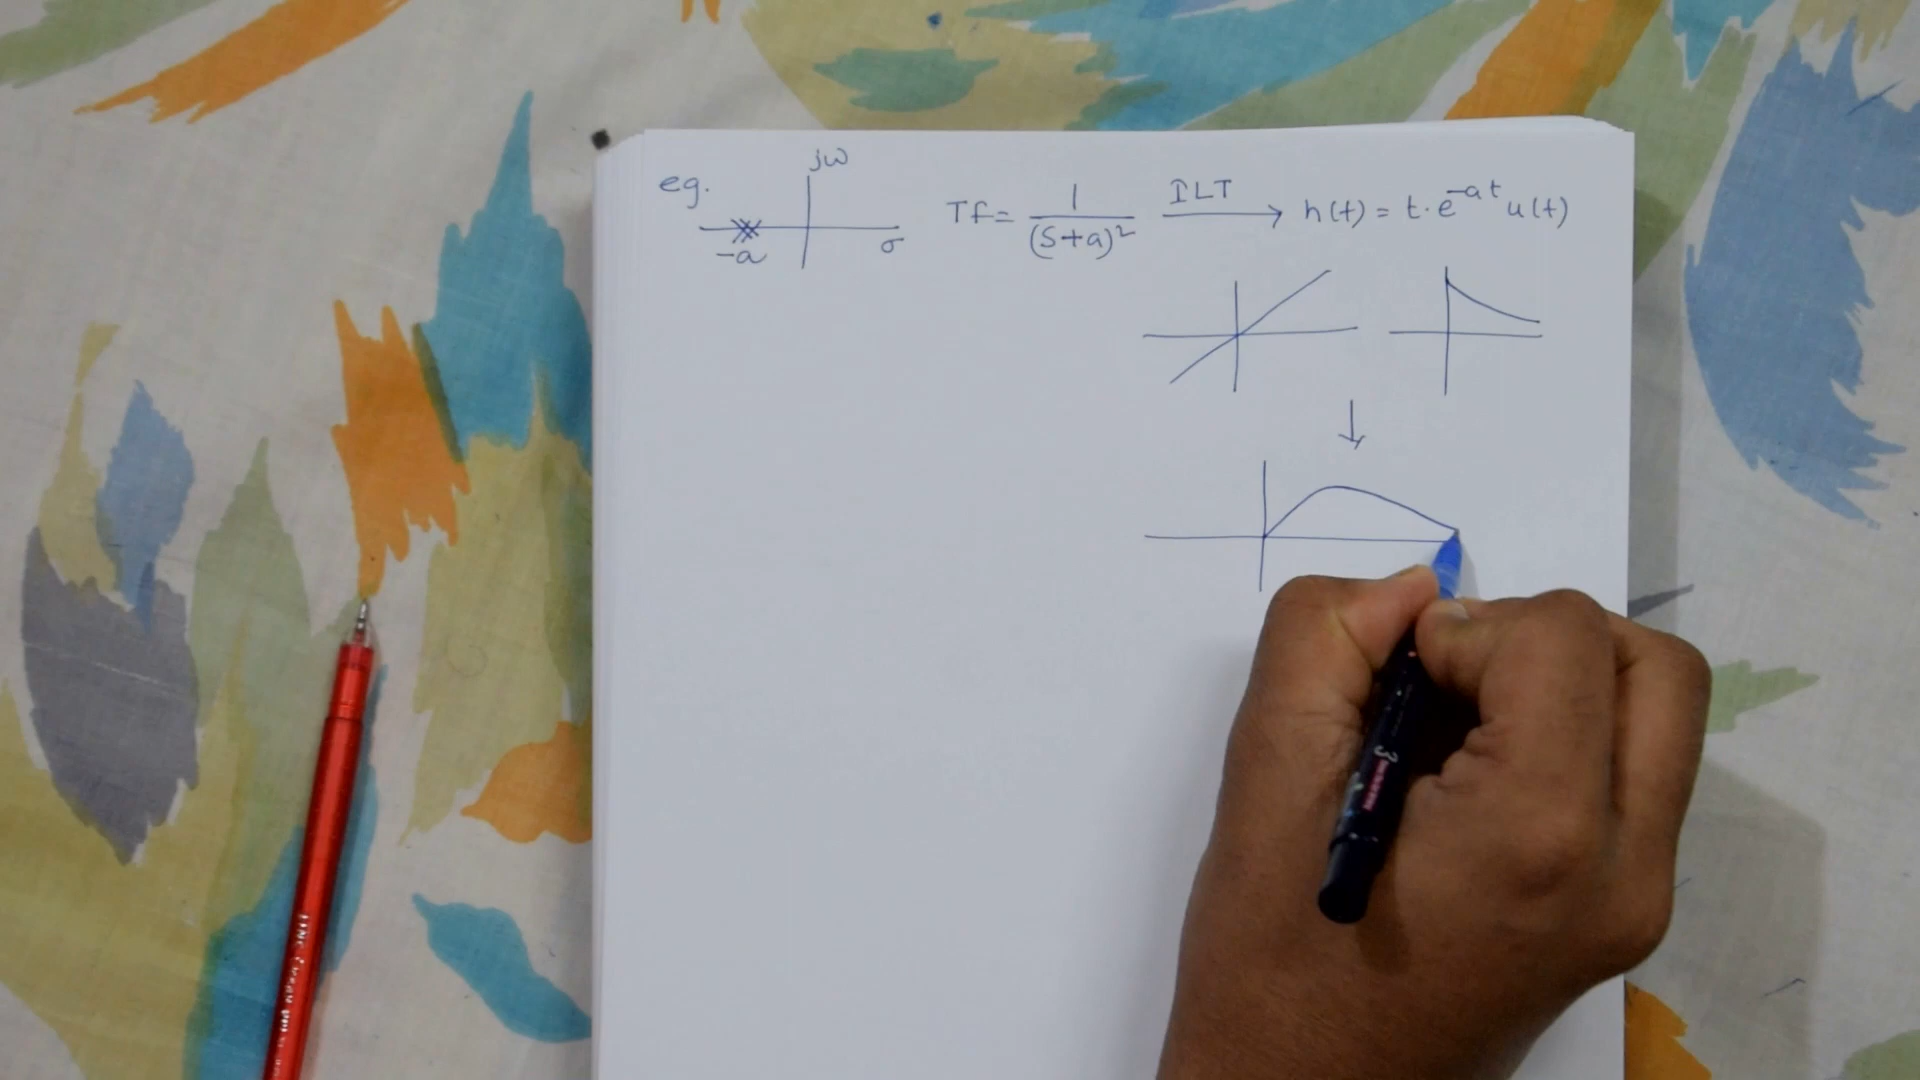 eg.
jω
-a
σ
Tf = 1/(S+a)² ILT → h(t) = t·e^-at u(t)